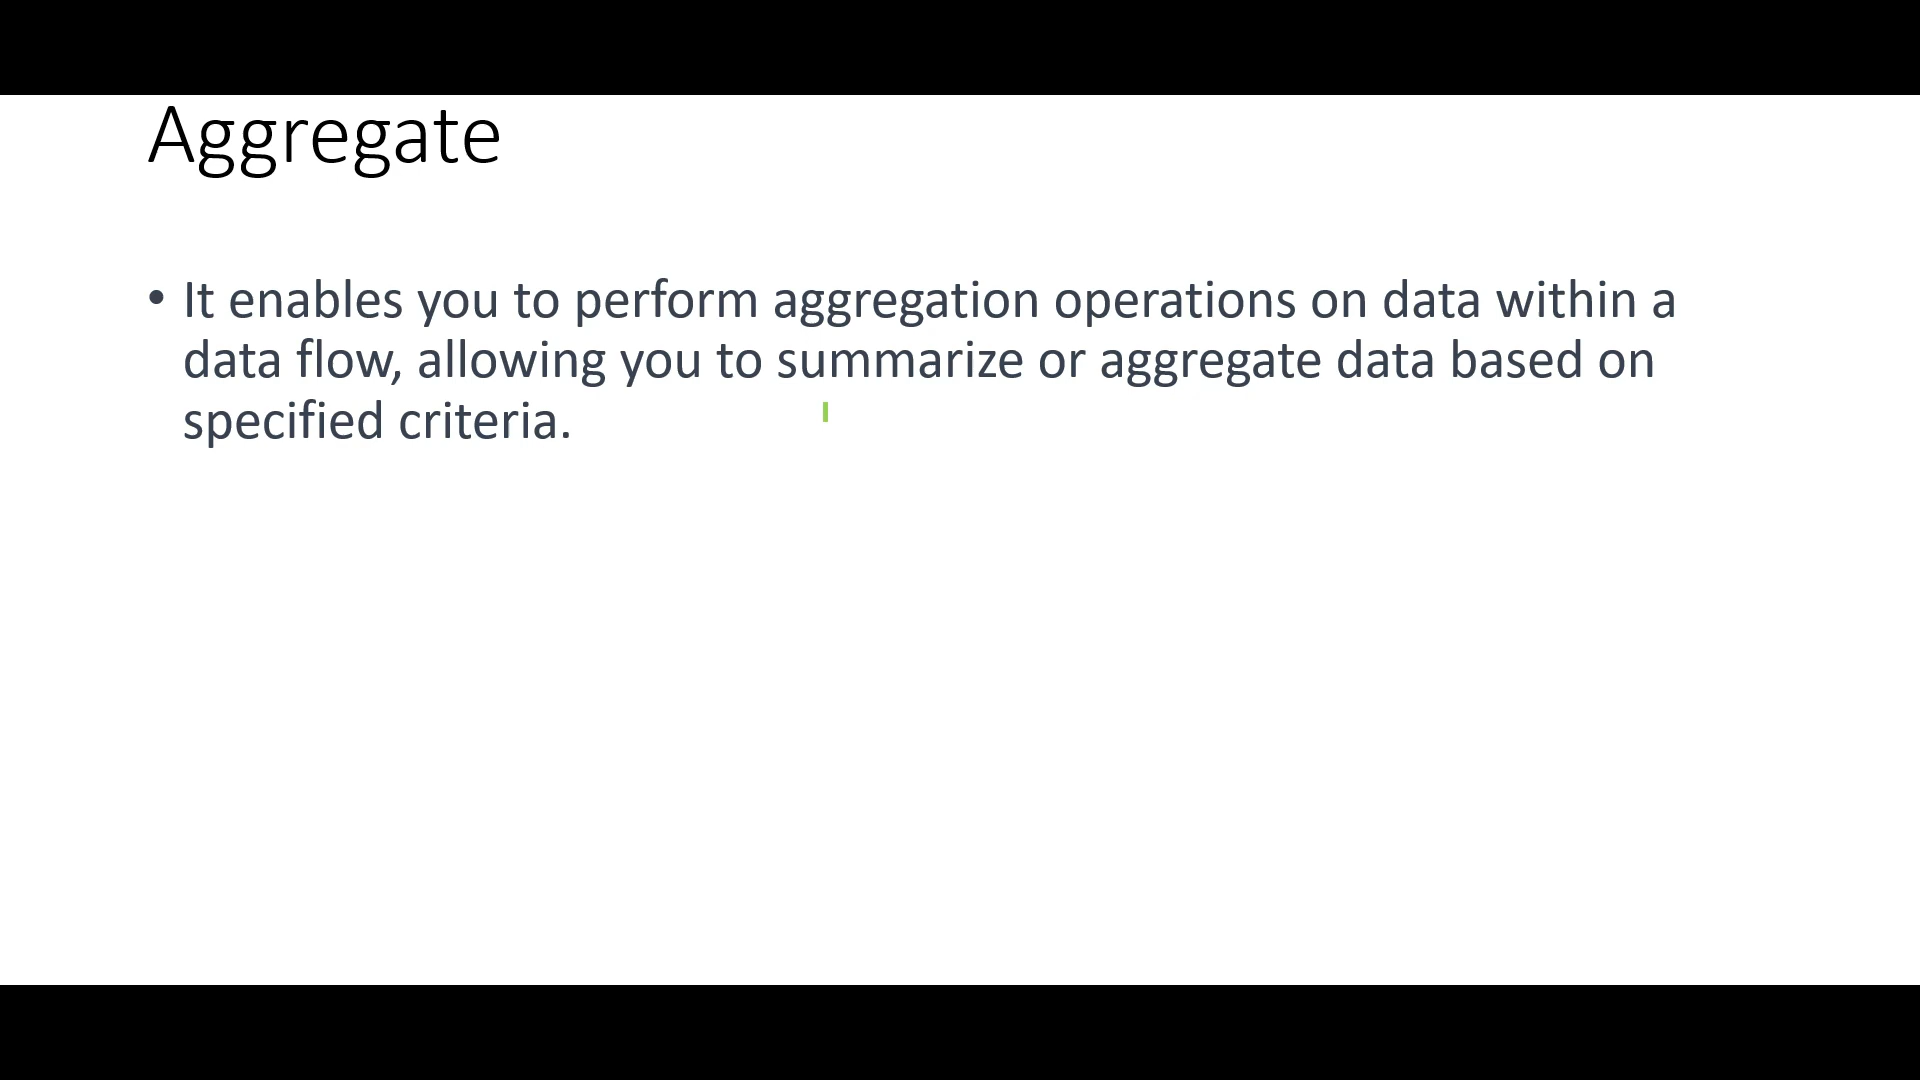 Aggregate
• It enables you to perform aggregation operations on data within a
data flow, allowing you to summarize or aggregate data based on
specified criteria.